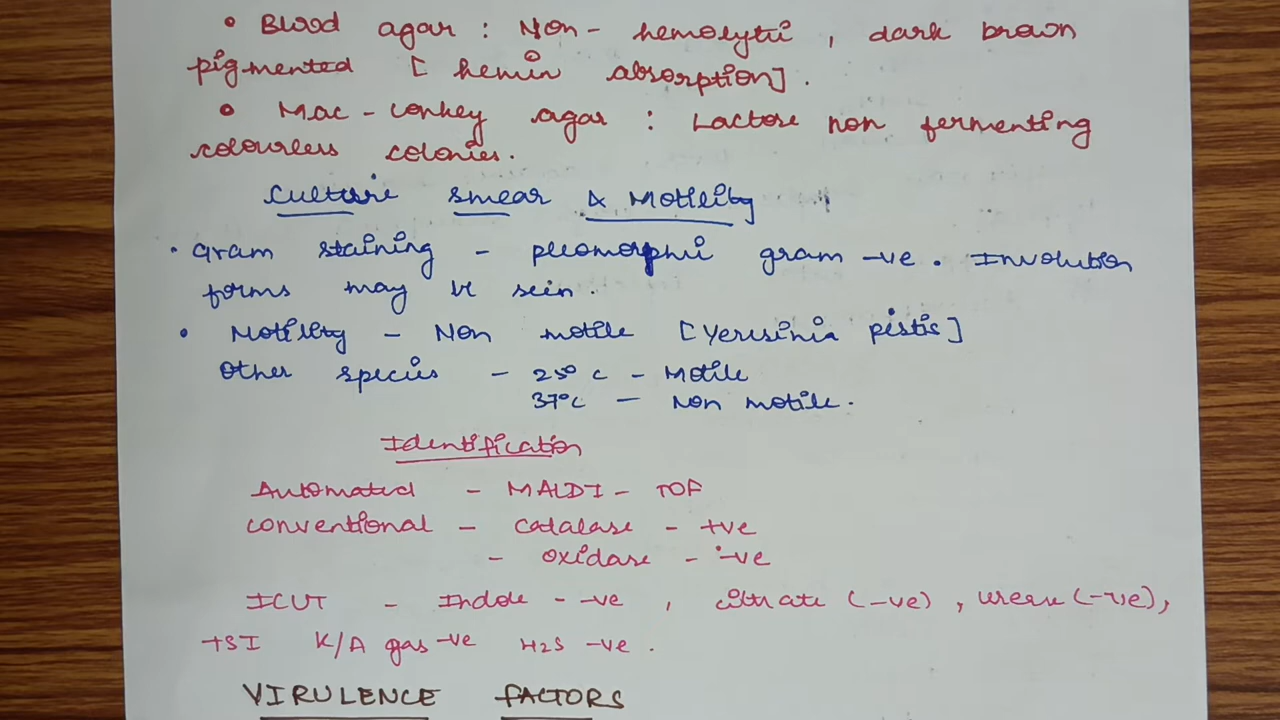 • Blood agar : Non - hemolytic , dark brown
pigmented [ hemin absorption] .
• Mac - conkey agar : Lactose non fermenting
colourless colonies.
Culture smear & Motility
• Gram staining - pleomorphic gram -ve . Involution
forms may be seen .
• Motility - Non motile [Yersinia pestis]
Other species - 25° C - Motile
37°C - Non motile .
Identification
Automated - MALDI - TOF
Conventional - catalase - +ve
- oxidase - -ve
ICUT - Indole - -ve , citrate (-ve) , urease (-ve) ,
TSI K/A gas -ve H2S -ve .
VIRULENCE FACTORS